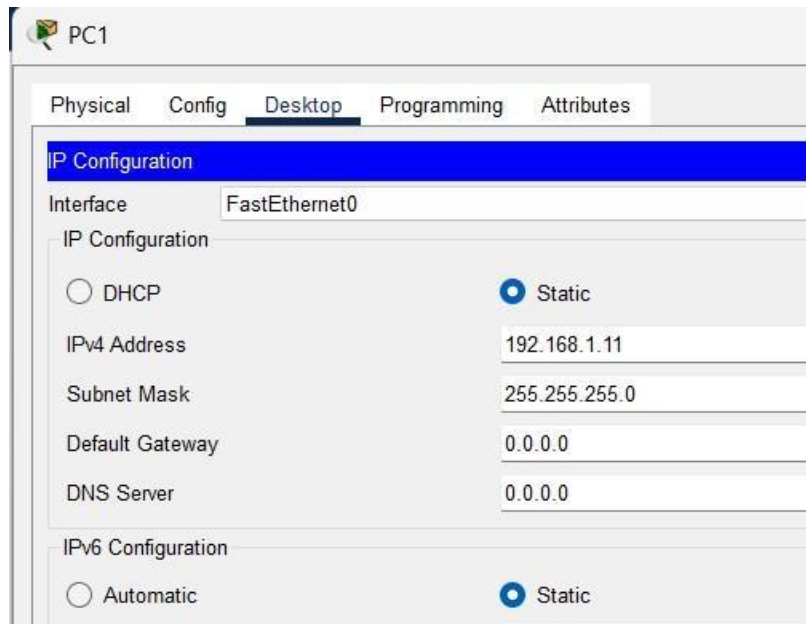 PC1
Physical Config Desktop Programming Attributes
IP Configuration
Interface FastEthernet0
IP Configuration
DHCP Static
IPv4 Address 192.168.1.11
Subnet Mask 255.255.255.0
Default Gateway 0.0.0.0
DNS Server 0.0.0.0
IPv6 Configuration
Automatic Static